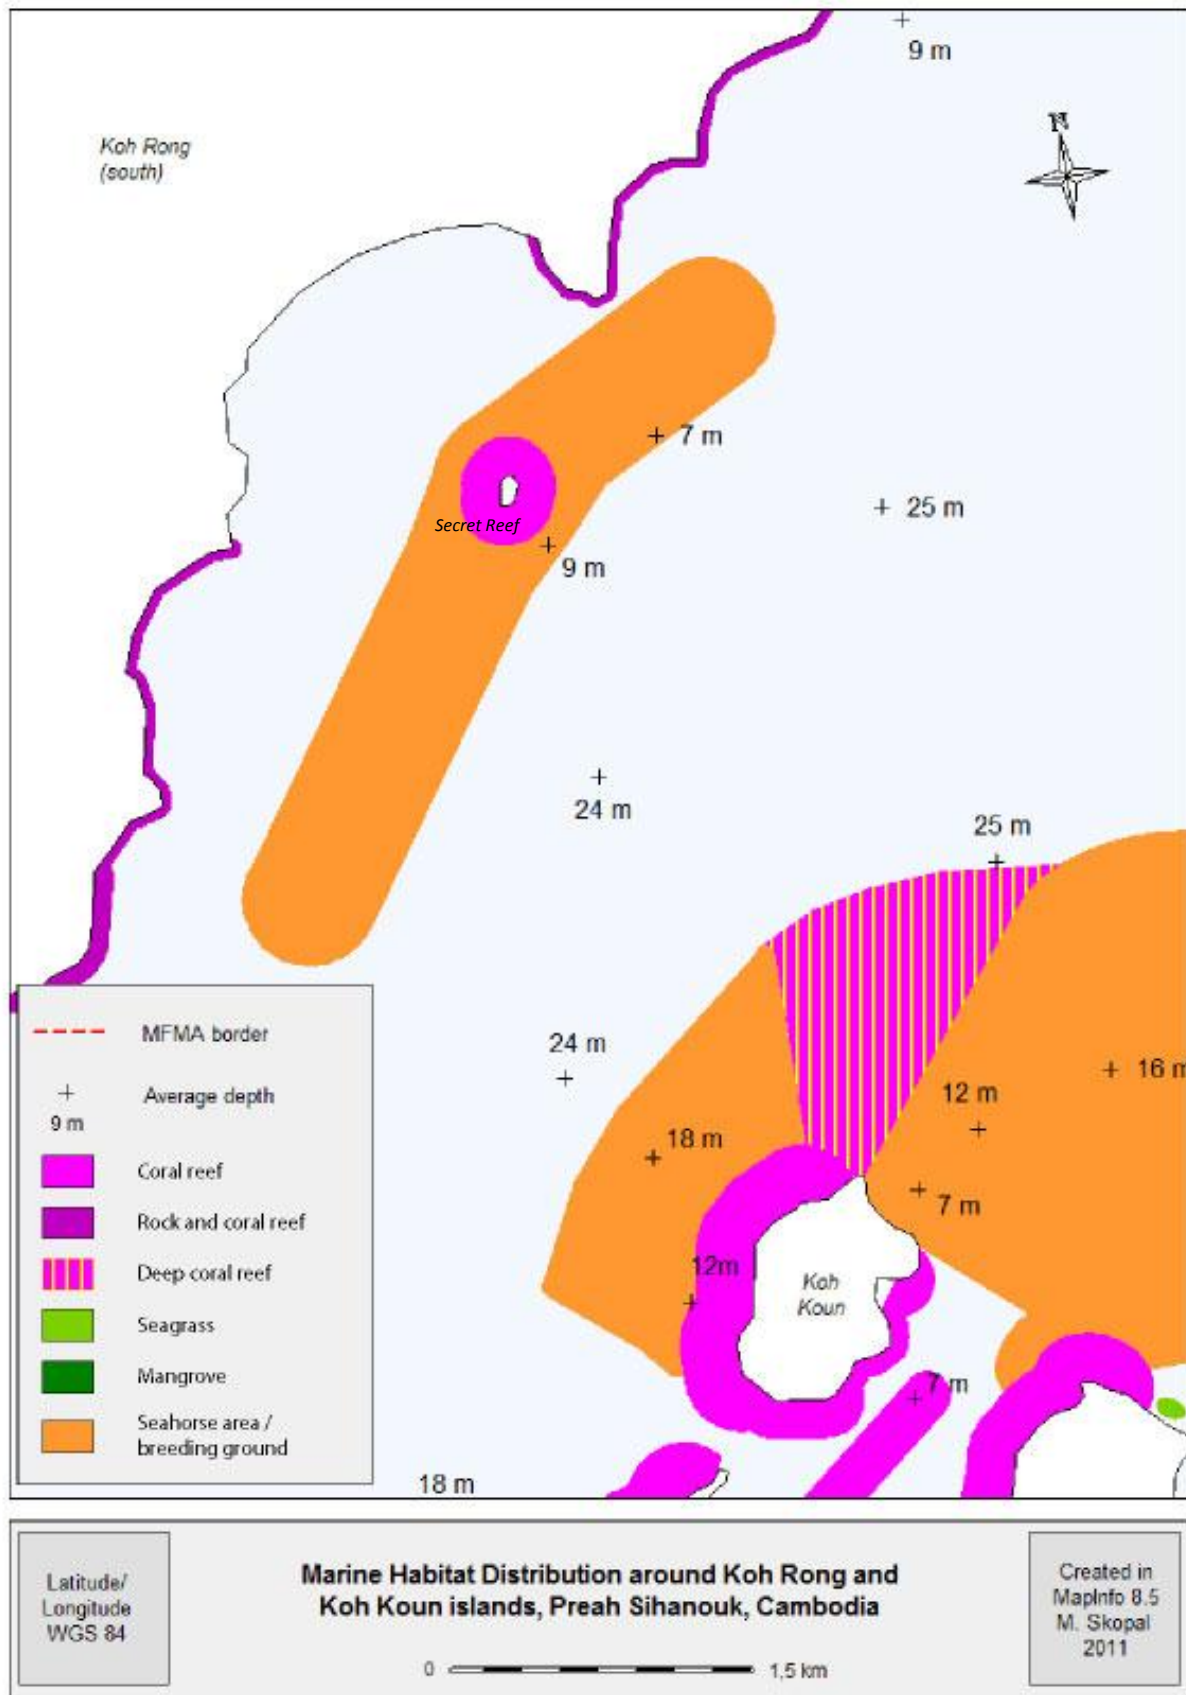 9 m
N
Koh Rong
(south)
7 m
25 m
Secret Reef
9 m
24 m
25 m
24 m
16 m
12 m
18 m
7 m
12m
Koh
Koun
7 m
18 m
MFMA border
Average depth
9 m
Coral reef
Rock and coral reef
Deep coral reef
Seagrass
Mangrove
Seahorse area /
breeding ground
Latitude/
Longitude
WGS 84
Marine Habitat Distribution around Koh Rong and
Koh Koun islands, Preah Sihanouk, Cambodia
0 1,5 km
Created in
MapInfo 8.5
M. Skopal
2011